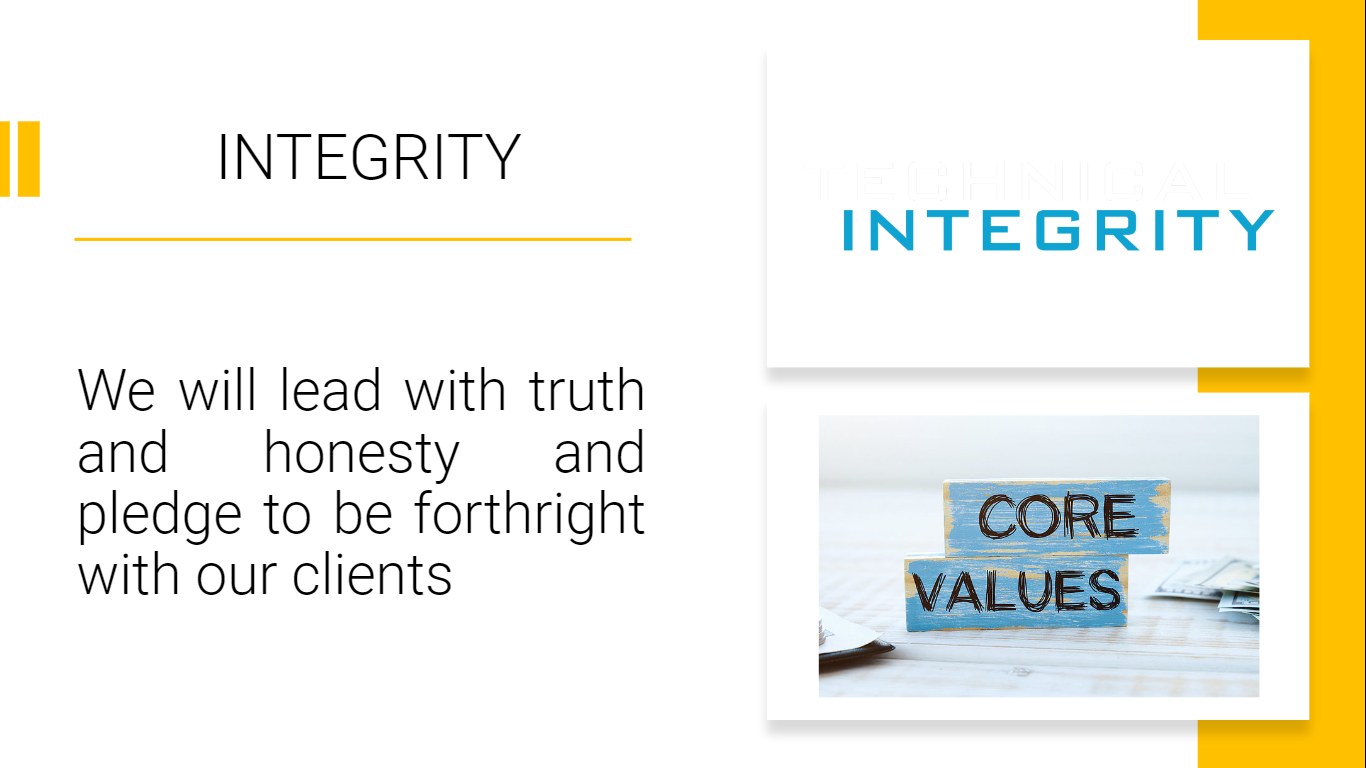 INTEGRITY
We will lead with truth
and honesty and
pledge to be forthright
with our clients
TECHNICAL
INTEGRITY
CORE
VALUES